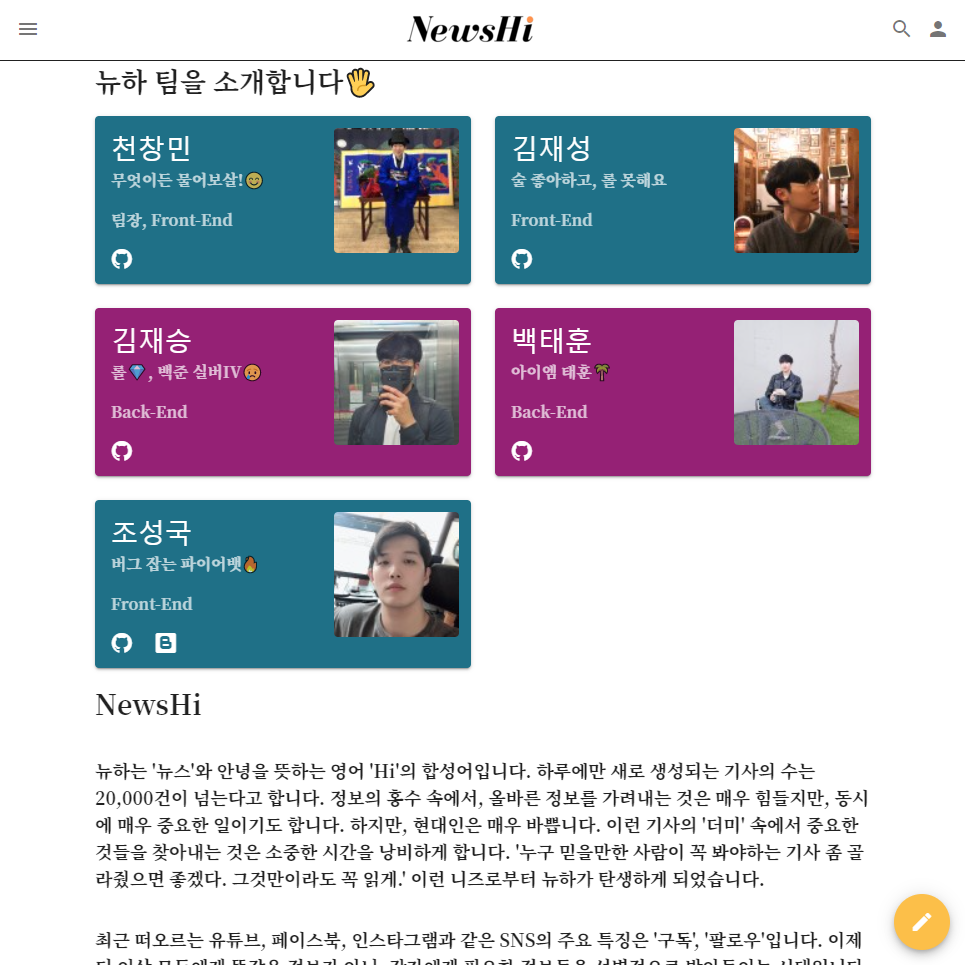 NewsHi
뉴하 팀을 소개합니다🖐
천창민
무엇이든 물어보살!😊
팀장, Front-End
김재성
술 좋아하고, 롤 못해요
Front-End
김재승
롤💎, 백준 실버IV😥
Back-End
백태훈
아이엠 태훈🌴
Back-End
조성국
버그 잡는 파이어뱃🔥
Front-End
NewsHi
뉴하는 '뉴스'와 안녕을 뜻하는 영어 'Hi'의 합성어입니다. 하루에만 새로 생성되는 기사의 수는
20,000건이 넘는다고 합니다. 정보의 홍수 속에서, 올바른 정보를 가려내는 것은 매우 힘들지만, 동시
에 매우 중요한 일이기도 합니다. 하지만, 현대인은 매우 바쁩니다. 이런 기사의 '더미' 속에서 중요한
것들을 찾아내는 것은 소중한 시간을 낭비하게 합니다. '누구 믿을만한 사람이 꼭 봐야하는 기사 좀 골
라줬으면 좋겠다. 그것만이라도 꼭 읽게.' 이런 니즈로부터 뉴하가 탄생하게 되었습니다.
최근 떠오르는 유튜브, 페이스북, 인스타그램과 같은 SNS의 주요 특징은 '구독', '팔로우'입니다. 이제